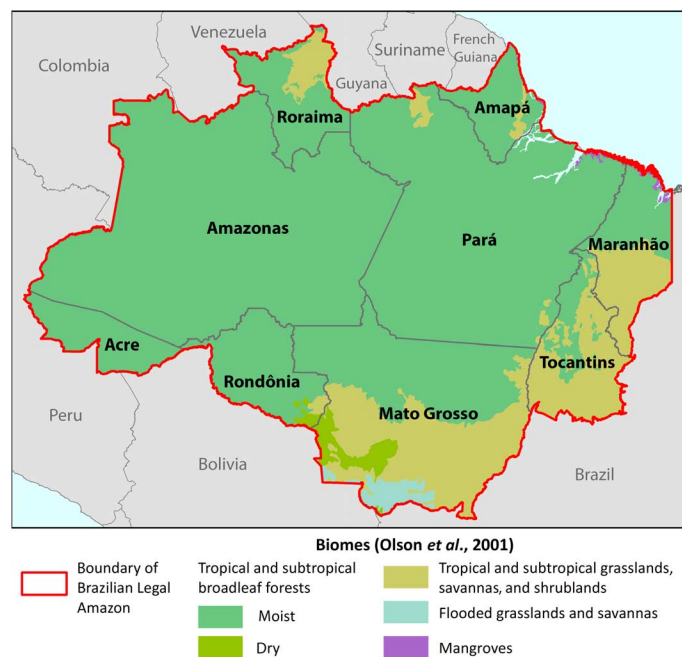 Venezuela
Suriname
French
Guiana
Colombia
Guyana
Amapá
Roraima
Amazonas
Pará
Maranhão
Acre
Rondônia
Tocantins
Mato Grosso
Peru
Bolivia
Brazil
Biomes (Olson et al., 2001)
Boundary of
Brazilian Legal
Amazon
Tropical and subtropical
broadleaf forests
Moist
Dry
Tropical and subtropical grasslands,
savannas, and shrublands
Flooded grasslands and savannas
Mangroves